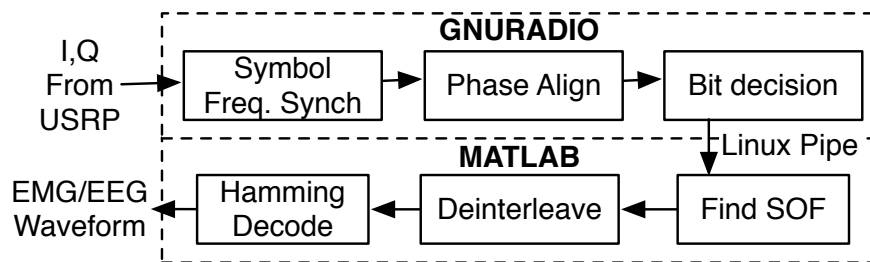 GNURADIO
I,Q
From
USRP
Symbol
Freq. Synch
Phase Align
Bit decision
Linux Pipe
MATLAB
EMG/EEG
Waveform
Hamming
Decode
Deinterleave
Find SOF